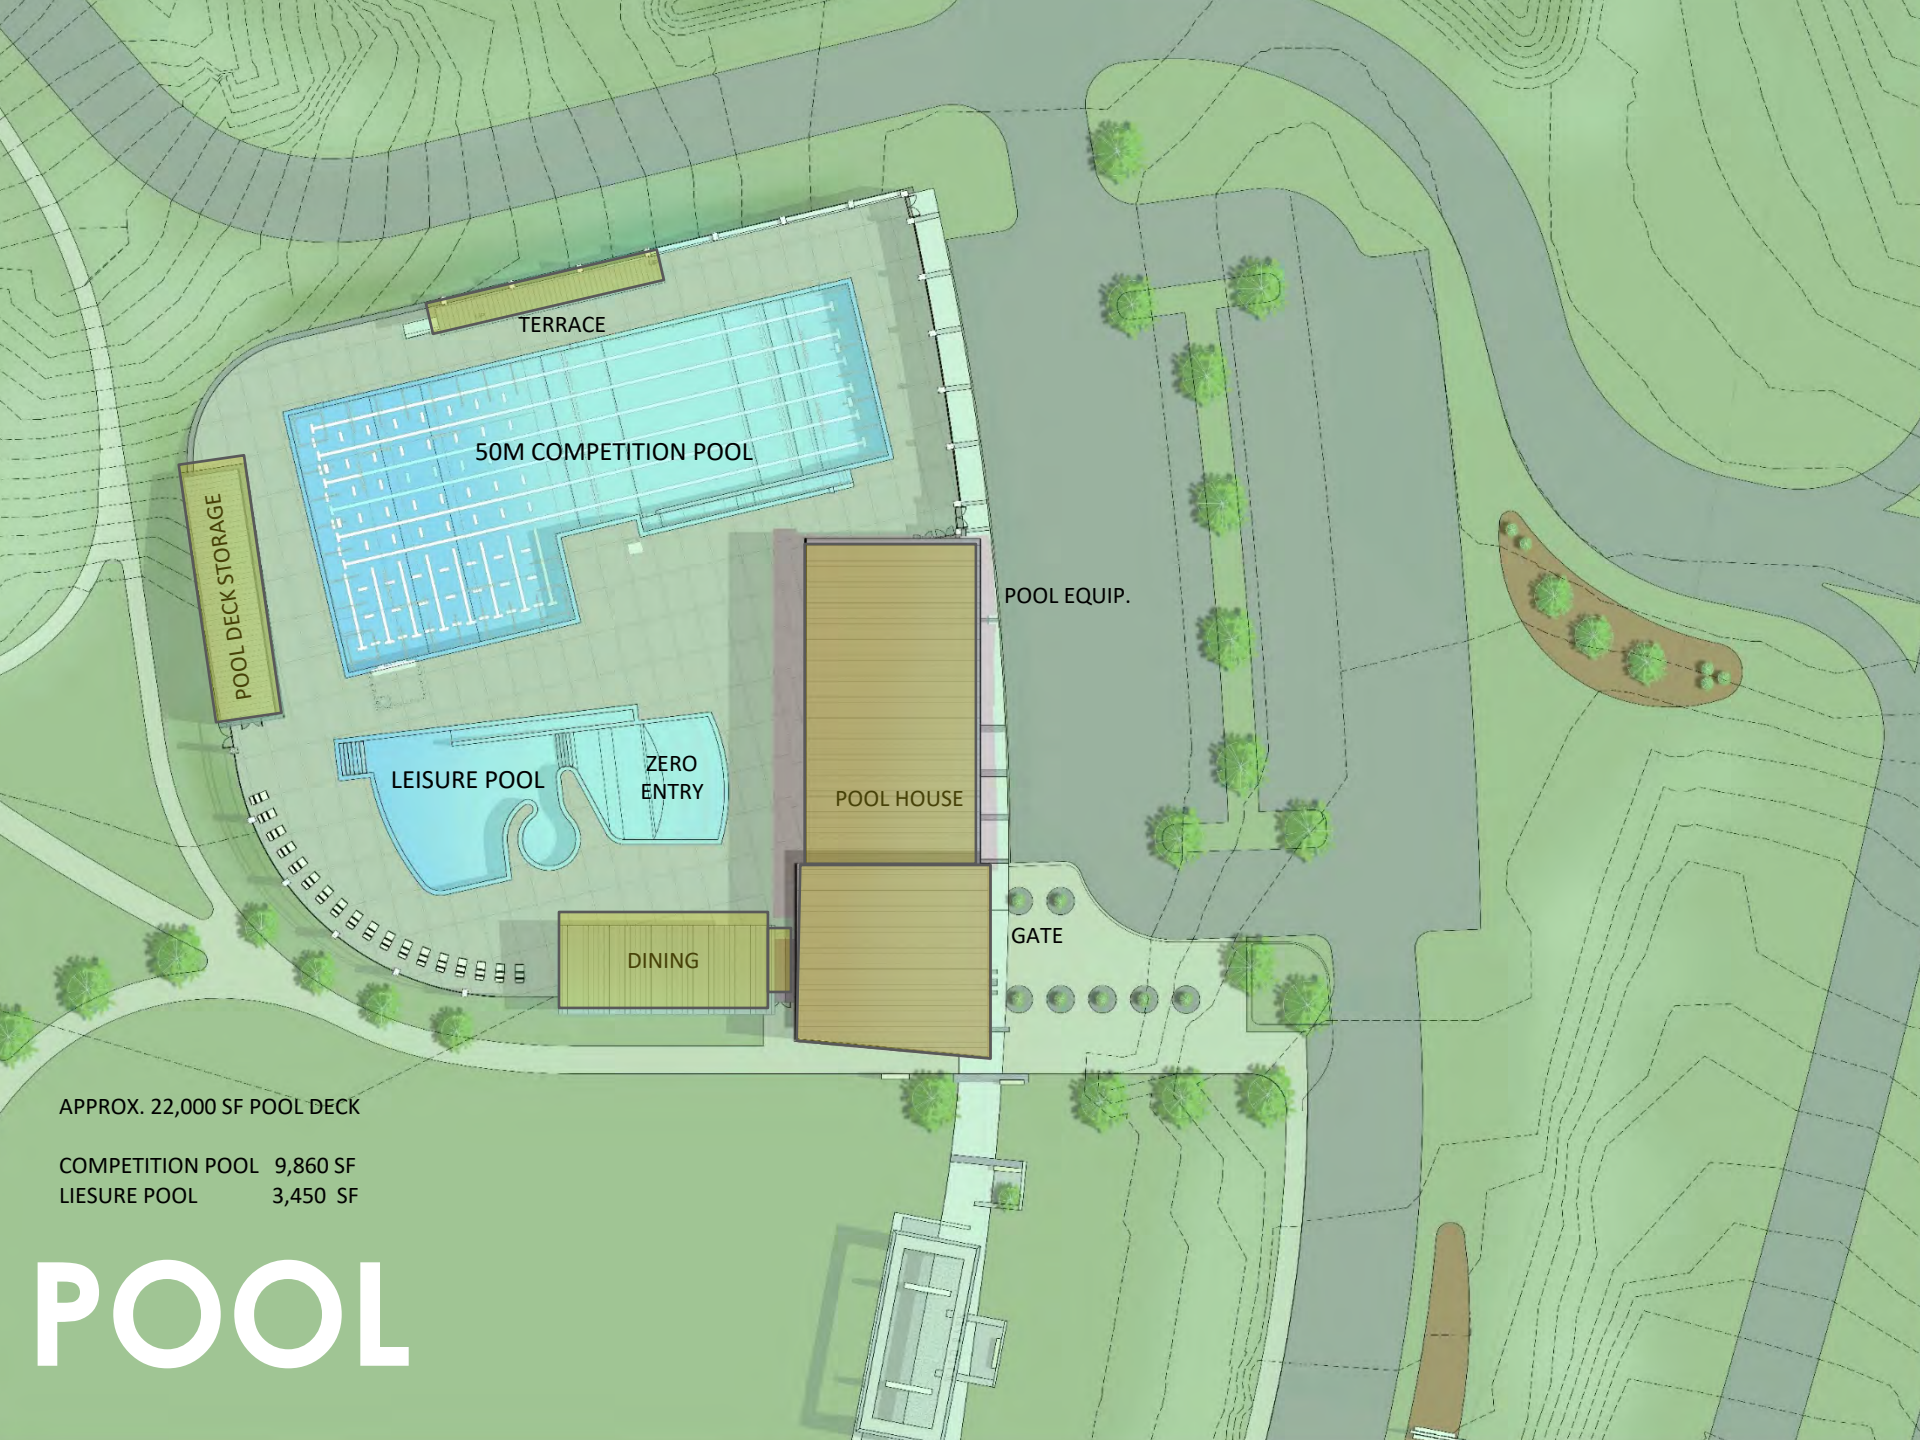 TERRACE
50M COMPETITION POOL
POOL DECK STORAGE
POOL EQUIP.
LEISURE POOL
ZERO
ENTRY
POOL HOUSE
GATE
DINING
APPROX. 22,000 SF POOL DECK
COMPETITION POOL 9,860 SF
LIESURE POOL 3,450 SF
POOL